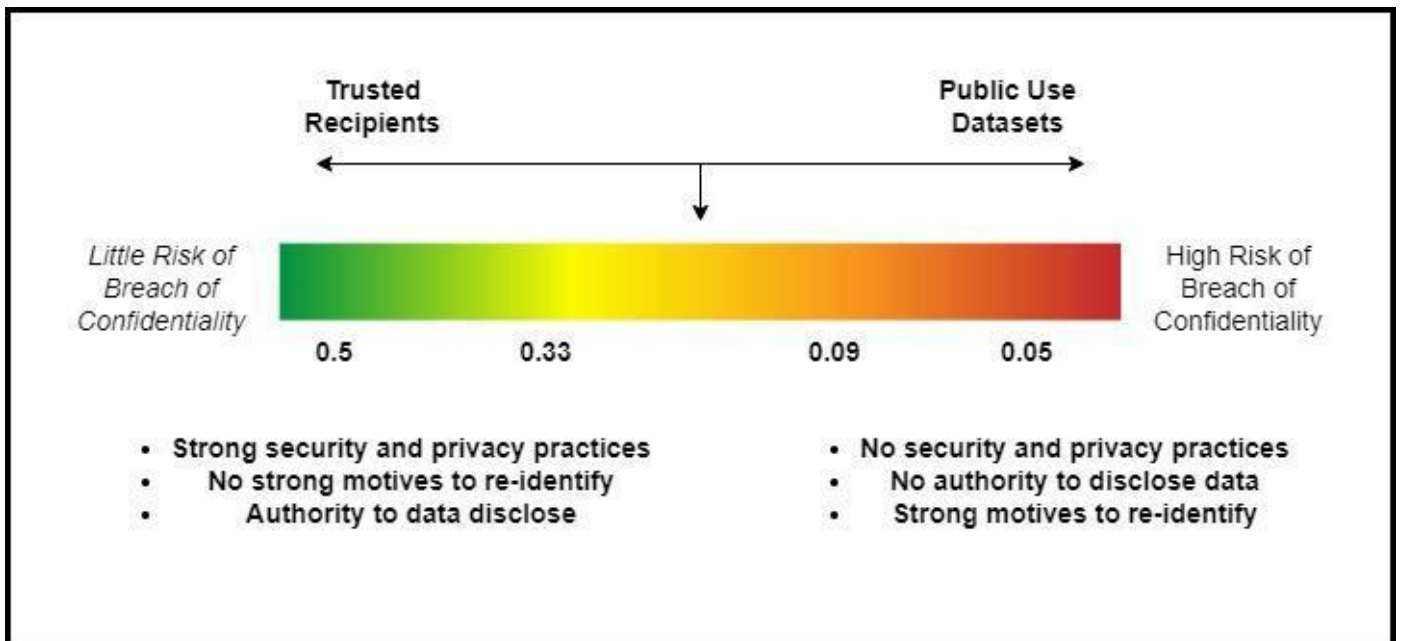 Trusted
Recipients
Public Use
Datasets
Little Risk of
Breach of
Confidentiality
High Risk of
Breach of
Confidentiality
0.5
0.33
0.09
0.05
• Strong security and privacy practices
• No strong motives to re-identify
• Authority to data disclose
• No security and privacy practices
• No authority to disclose data
• Strong motives to re-identify